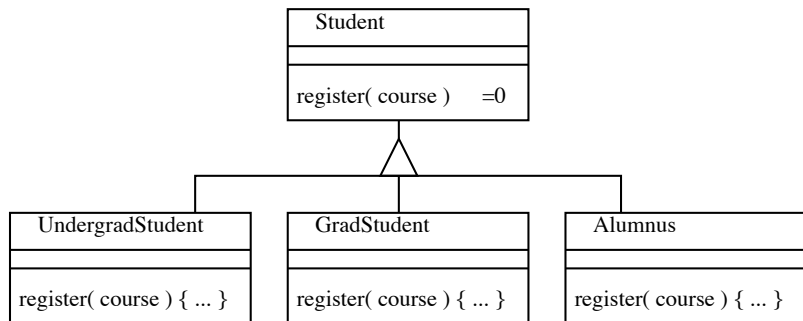 Student
register( course ) =0
UndergradStudent
register( course ) { ... }
GradStudent
register( course ) { ... }
Alumnus
register( course ) { ... }